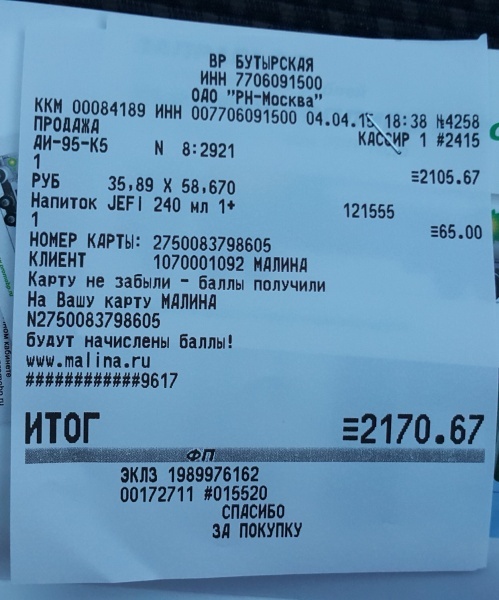 ВР БУТЫРСКАЯ
ИНН 7706091500
ОАО "РН-Москва"
ККМ 00084189 ИНН 007706091500 04.04.15 18:38 №4258
ПРОДАЖА КАССИР 1 #2415
АИ-95-К5 N 8:2921
1 ≡2105.67
РУБ 35,89 X 58,670
Напиток JEFI 240 мл 1+ 121555
1 ≡65.00
НОМЕР КАРТЫ: 2750083798605
КЛИЕНТ 1070001092 МАЛИНА
Карту не забыли - баллы получили
На Вашу карту МАЛИНА
N2750083798605
будут начислены баллы!
www.malina.ru
############9617
ИТОГ ≡2170.67
ФП
ЭКЛЗ 1989976162
00172711 #015520
СПАСИБО
ЗА ПОКУПКУ